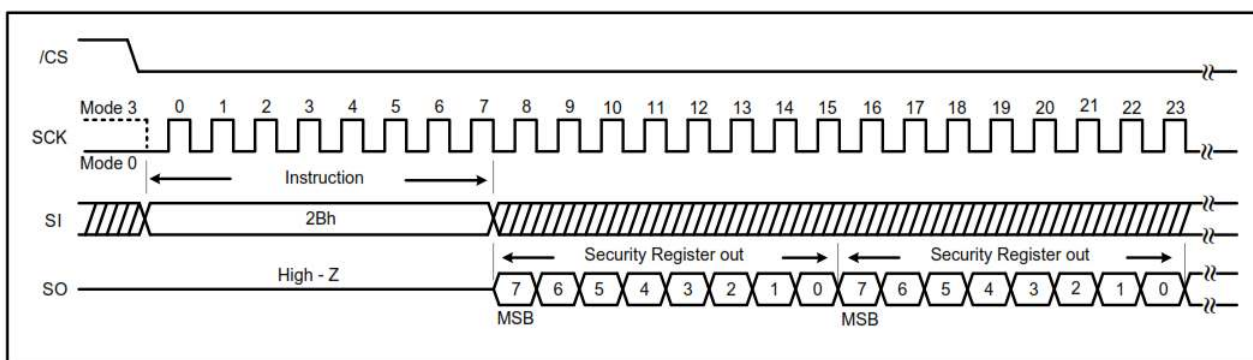 /CS
Mode 3 0 1 2 3 4 5 6 7 8 9 10 11 12 13 14 15 16 17 18 19 20 21 22 23
SCK
Mode 0
Instruction
SI 2Bh
Security Register out Security Register out
High - Z
SO 7 6 5 4 3 2 1 0 7 6 5 4 3 2 1 0
MSB MSB